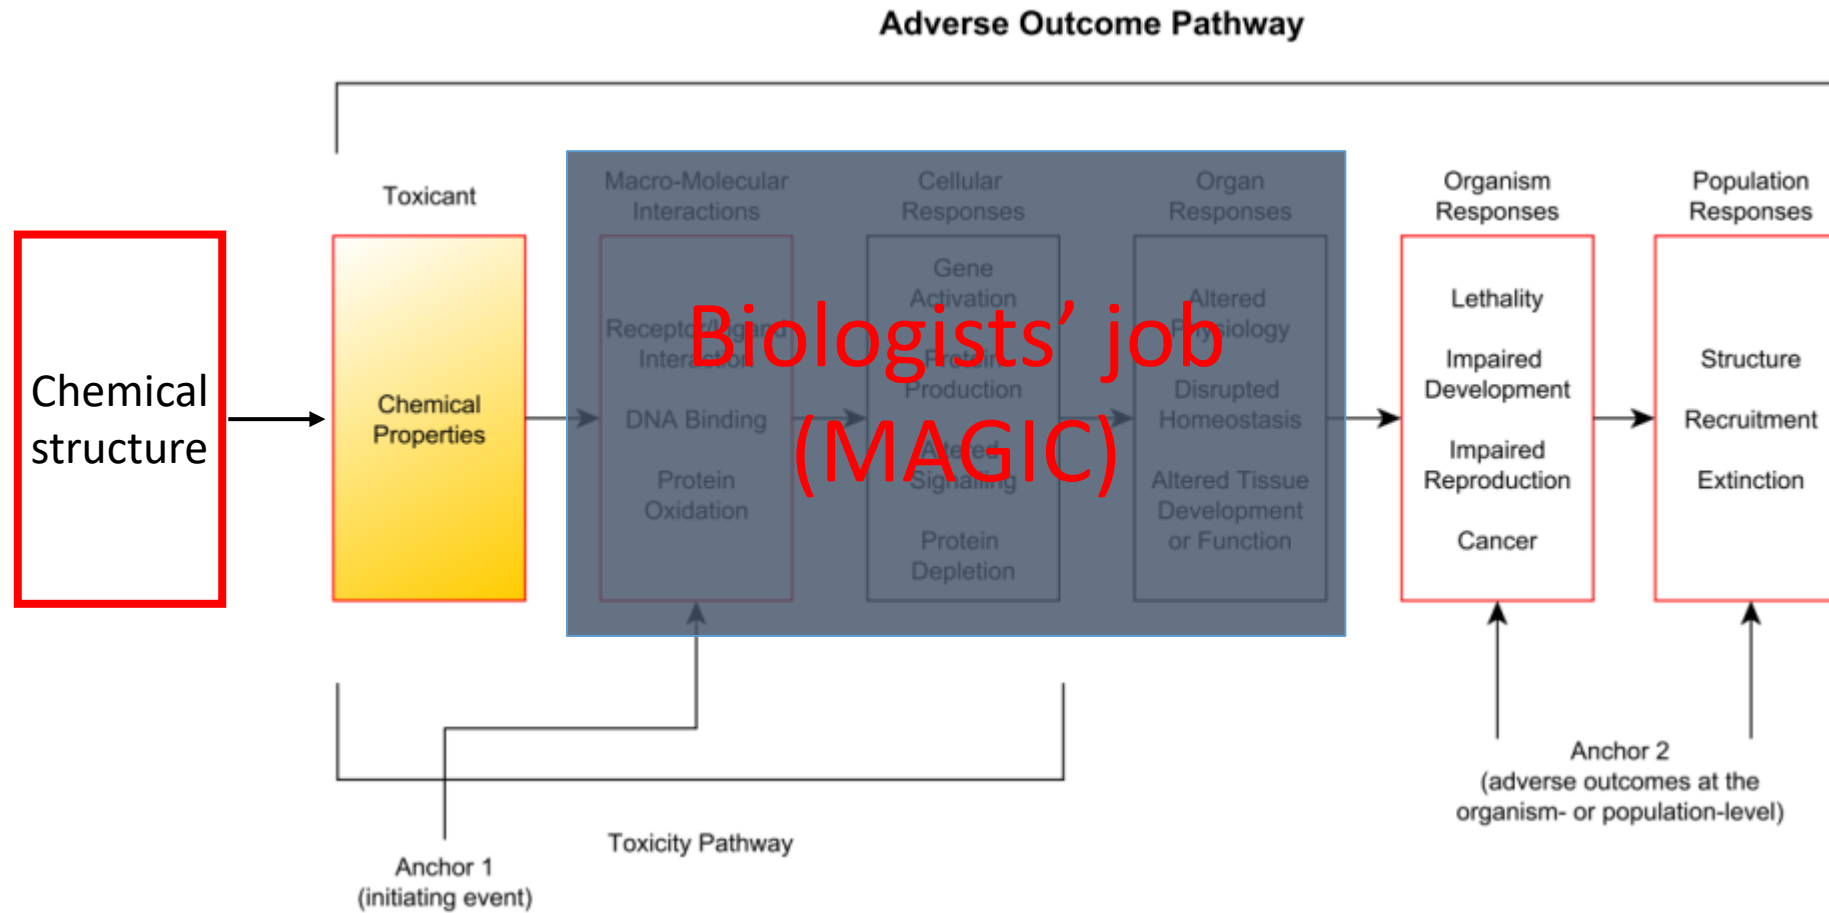 Adverse Outcome Pathway
Chemical
structure
Toxicant
Chemical
Properties
Macro-Molecular
Interactions
Receptor/Ligand
Interaction
DNA Binding
Protein
Oxidation
Cellular
Responses
Gene
Activation
Protein
Production
Altered
Signalling
Protein
Depletion
Organ
Responses
Altered
Physiology
Disrupted
Homeostasis
Altered Tissue
Development
or Function
Biologists’ job
(MAGIC)
Organism
Responses
Lethality
Impaired
Development
Impaired
Reproduction
Cancer
Population
Responses
Structure
Recruitment
Extinction
Anchor 1
(initiating event)
Toxicity Pathway
Anchor 2
(adverse outcomes at the
organism- or population-level)